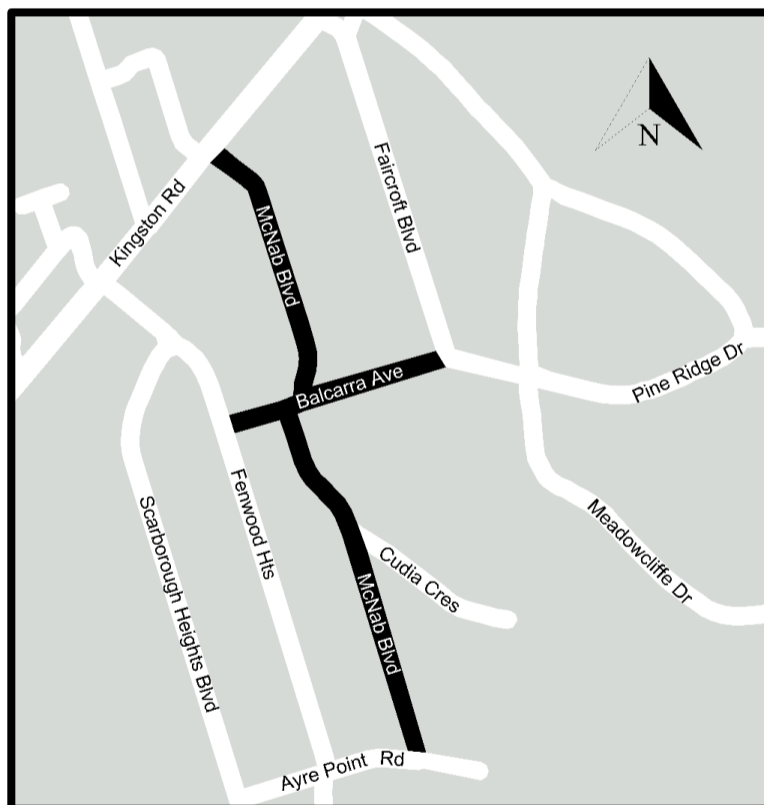 N
Kingston Rd
McNab Blvd
Faircroft Blvd
Balcarra Ave
Pine Ridge Dr
Scarborough Heights Blvd
Fenwood Hts
Cudia Cres
Meadowcliffe Dr
McNab Blvd
Ayre Point Rd